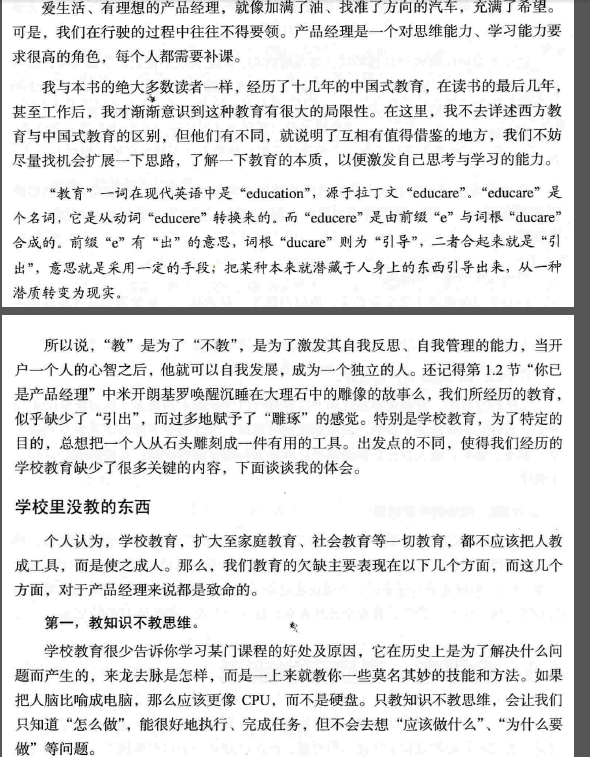 爱生活、有理想的产品经理，就像加满了油、找准了方向的汽车，充满了希望。
可是，我们在行驶的过程中往往不得要领。产品经理是一个对思维能力、学习能力要
求很高的角色，每个人都需要补课。
我与本书的绝大多数读者一样，经历了十几年的中国式教育，在读书的最后几年，
甚至工作后，我才渐渐意识到这种教育有很大的局限性。在这里，我不去详述西方教
育与中国式教育的区别，但他们有不同，就说明了互相有值得借鉴的地方，我们不妨
尽量找机会扩展一下思路，了解一下教育的本质，以便激发自己思考与学习的能力。
“教育”一词在现代英语中是“education”，源于拉丁文“educare”。“educare”是
个名词，它是从动词“educere”转换来的。而“educere”是由前缀“e”与词根“ducare”
合成的。前缀“e”有“出”的意思，词根“ducare”则为“引导”，二者合起来就是“引
出”，意思就是采用一定的手段；把某种本来就潜藏于人身上的东西引导出来，从一种
潜质转变为现实。
所以说，“教”是为了“不教”，是为了激发其自我反思、自我管理的能力，当开
户一个人的心智之后，他就可以自我发展，成为一个独立的人。还记得第 1.2 节“你已
是产品经理”中米开朗基罗唤醒沉睡在大理石中的雕像的故事么，我们所经历的教育，
似乎缺少了“引出”，而过多地赋予了“雕琢”的感觉。特别是学校教育，为了特定的
目的，总想把一个人从石头雕刻成一件有用的工具。出发点的不同，使得我们经历的
学校教育缺少了很多关键的内容，下面谈谈我的体会。
学校里没教的东西
个人认为，学校教育，扩大至家庭教育、社会教育等一切教育，都不应该把人教
成工具，而是使之成人。那么，我们教育的欠缺主要表现在以下几个方面，而这几个
方面，对于产品经理来说都是致命的。
第一，教知识不教思维。
学校教育很少告诉你学习某门课程的好处及原因，它在历史上是为了解决什么问
题而产生的，来龙去脉是怎样，而是一上来就教你一些莫名其妙的技能和方法。如果
把人脑比喻成电脑，那么应该更像 CPU，而不是硬盘。只教知识不教思维，会让我们
只知道“怎么做”，能很好地执行、完成任务，但不会去想“应该做什么”、“为什么要
做”等问题。